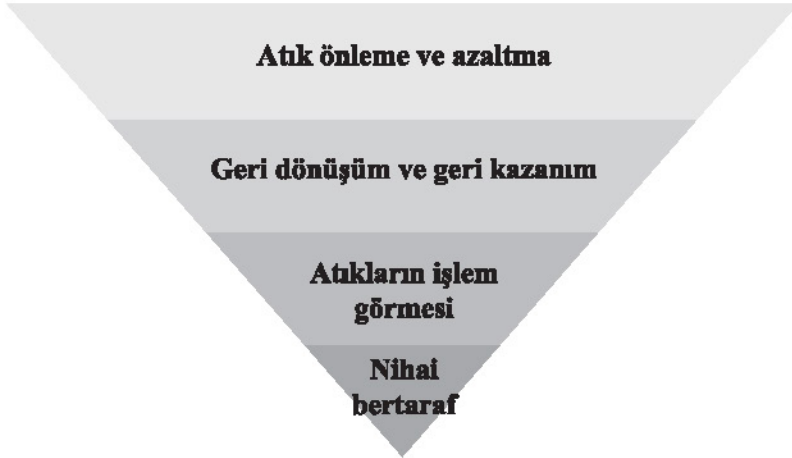 Atık önleme ve azaltma
Geri dönüşüm ve geri kazanım
Atıkların işlem
görmesi
Nihai
bertaraf